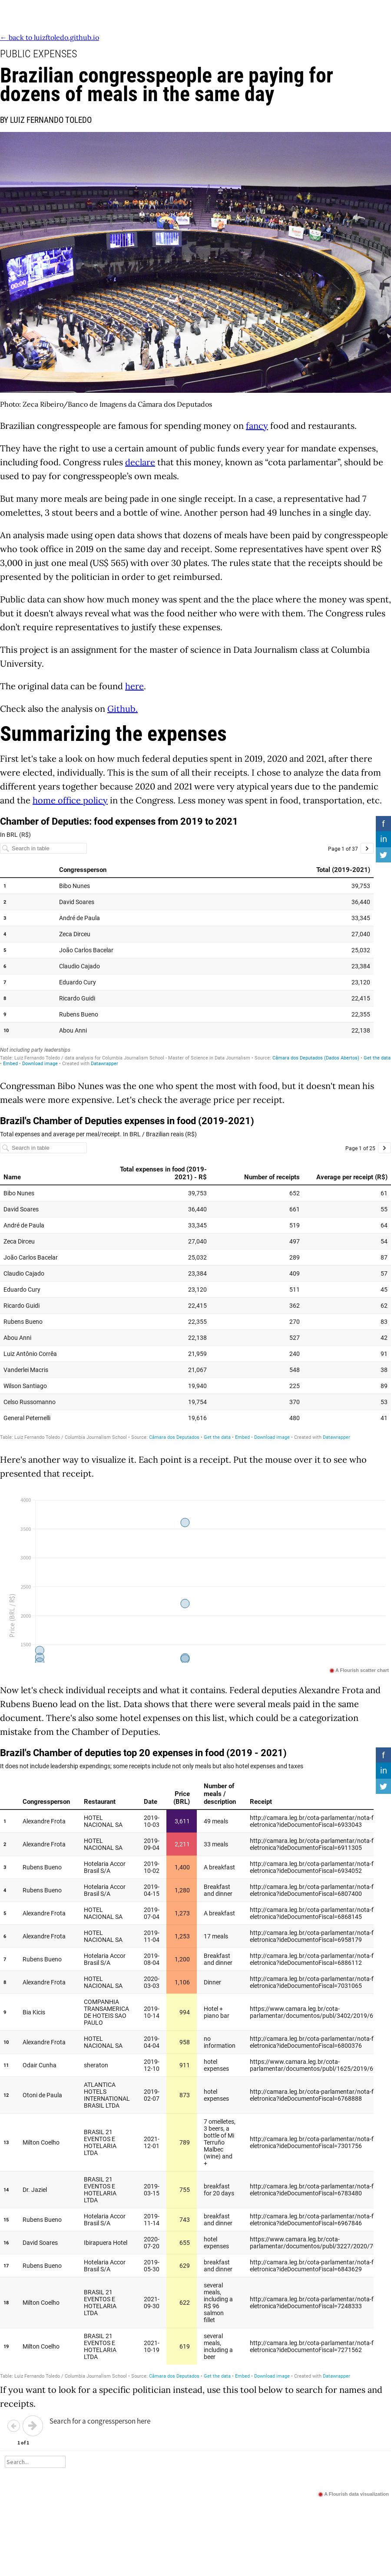 ← back to luizftoledo.github.io
PUBLIC EXPENSES
Brazilian congresspeople are paying for
dozens of meals in the same day
BY LUIZ FERNANDO TOLEDO
Photo: Zeca Ribeiro/Banco de Imagens da Câmara dos Deputados
Brazilian congresspeople are famous for spending money on fancy food and restaurants.
They have the right to use a certain amount of public funds every year for mandate expenses,
including food. Congress rules declare that this money, known as “cota parlamentar”, should be
used to pay for congresspeople’s own meals.
But many more meals are being made in one single receipt. In a case, a representative had 7
omelettes, 3 stout beers and a bottle of wine. Another person had 49 lunches in a single day.
An analysis made using open data shows that dozens of meals have been paid by congresspeople
who took office in 2019 on the same day and receipt. Some representatives have spent over R$
3,000 in just one meal (US$ 565) with over 30 plates. The rules state that the receipts should be
presented by the politician in order to get reimbursed.
Public data can show how much money was spent and the the place where the money was spent,
but it doesn't always reveal what was the food and neither who were with them. The Congress rules
don’t require representatives to justify these expenses.
This project is an assignment for the master of science in Data Journalism class at Columbia
University.
The original data can be found here.
Check also the analysis on Github.
Summarizing the expenses
First let's take a look on how much federal deputies spent in 2019, 2020 and 2021, after there
were elected, individually. This is the sum of all their receipts. I chose to analyze the data from
different years together because 2020 and 2021 were very atypical years due to the pandemic
and the home office policy in the Congress. Less money was spent in food, transportation, etc.
Chamber of Deputies: food expenses from 2019 to 2021
In BRL (R$)
Search in table
Page 1 of 37
Congressperson Total (2019-2021)
1 Bibo Nunes 39,753
2 David Soares 36,440
3 André de Paula 33,345
4 Zeca Dirceu 27,040
5 João Carlos Bacelar 25,032
6 Claudio Cajado 23,384
7 Eduardo Cury 23,120
8 Ricardo Guidi 22,415
9 Rubens Bueno 22,355
10 Abou Anni 22,138
Not including party leaderships
Table: Luiz Fernando Toledo / data analysis for Columbia Journalism School - Master of Science in Data Journalism • Source: Câmara dos Deputados (Dados Abertos) • Get the data
• Embed • Download image • Created with Datawrapper
Congressman Bibo Nunes was the one who spent the most with food, but it doesn't mean his
meals were more expensive. Let's check the average price per receipt.
Brazil's Chamber of Deputies expenses in food (2019-2021)
Total expenses and average per meal/receipt. In BRL / Brazilian reais (R$)
Search in table
Page 1 of 25
Name Total expenses in food (2019-2021) - R$ Number of receipts Average per receipt (R$)
Bibo Nunes 39,753 652 61
David Soares 36,440 661 55
André de Paula 33,345 519 64
Zeca Dirceu 27,040 497 54
João Carlos Bacelar 25,032 289 87
Claudio Cajado 23,384 409 57
Eduardo Cury 23,120 511 45
Ricardo Guidi 22,415 362 62
Rubens Bueno 22,355 270 83
Abou Anni 22,138 527 42
Luiz Antônio Corrêa 21,959 240 91
Vanderlei Macris 21,067 548 38
Wilson Santiago 19,940 225 89
Celso Russomanno 19,754 370 53
General Peternelli 19,616 480 41
Table: Luiz Fernando Toledo / Columbia Journalism School • Source: Câmara dos Deputados • Get the data • Embed • Download image • Created with Datawrapper
Here's another way to visualize it. Each point is a receipt. Put the mouse over it to see who
presented that receipt.
4000
3500
3000
2500
2000
1500
Price (BRL / R$)
A Flourish scatter chart
Now let's check individual receipts and what it contains. Federal deputies Alexandre Frota and
Rubens Bueno lead on the list. Data shows that there were several meals paid in the same
document. There's also some hotel expenses on this list, which could be a categorization
mistake from the Chamber of Deputies.
Brazil's Chamber of deputies top 20 expenses in food (2019 - 2021)
It does not include leadership expendings; some receipts include not only meals but also hotel expenses and taxes
Congressperson Restaurant Date Price (BRL) Number of meals / description Receipt
1 Alexandre Frota HOTEL NACIONAL SA 2019-10-03 3,611 49 meals http://camara.leg.br/cota-parlamentar/nota-f eletronica?ideDocumentoFiscal=6933043
2 Alexandre Frota HOTEL NACIONAL SA 2019-09-04 2,211 33 meals http://camara.leg.br/cota-parlamentar/nota-f eletronica?ideDocumentoFiscal=6911305
3 Rubens Bueno Hotelaria Accor Brasil S/A 2019-10-02 1,400 A breakfast http://camara.leg.br/cota-parlamentar/nota-f eletronica?ideDocumentoFiscal=6934052
4 Rubens Bueno Hotelaria Accor Brasil S/A 2019-04-15 1,280 Breakfast and dinner http://camara.leg.br/cota-parlamentar/nota-f eletronica?ideDocumentoFiscal=6807400
5 Alexandre Frota HOTEL NACIONAL SA 2019-07-04 1,273 A breakfast http://camara.leg.br/cota-parlamentar/nota-f eletronica?ideDocumentoFiscal=6868145
6 Alexandre Frota HOTEL NACIONAL SA 2019-11-04 1,253 17 meals http://camara.leg.br/cota-parlamentar/nota-f eletronica?ideDocumentoFiscal=6958179
7 Rubens Bueno Hotelaria Accor Brasil S/A 2019-08-04 1,200 Breakfast and dinner http://camara.leg.br/cota-parlamentar/nota-f eletronica?ideDocumentoFiscal=6886112
8 Alexandre Frota HOTEL NACIONAL SA 2020-03-03 1,106 Dinner http://camara.leg.br/cota-parlamentar/nota-f eletronica?ideDocumentoFiscal=7031065
9 Bia Kicis COMPANHIA TRANSAMERICA DE HOTEIS SAO PAULO 2019-10-14 994 Hotel + piano bar https://www.camara.leg.br/cota-parlamentar/documentos/publ/3402/2019/6
10 Alexandre Frota HOTEL NACIONAL SA 2019-04-04 958 no information http://camara.leg.br/cota-parlamentar/nota-f eletronica?ideDocumentoFiscal=6800376
11 Odair Cunha sheraton 2019-12-10 911 hotel expenses https://www.camara.leg.br/cota-parlamentar/documentos/publ/1625/2019/6
12 Otoni de Paula ATLANTICA HOTELS INTERNATIONAL BRASIL LTDA 2019-02-07 873 hotel expenses http://camara.leg.br/cota-parlamentar/nota-f eletronica?ideDocumentoFiscal=6768888
13 Milton Coelho BRASIL 21 EVENTOS E HOTELARIA LTDA 2021-12-01 789 7 omelletes, 3 beers, a bottle of Mi Terruño Malbec (wine) and + http://camara.leg.br/cota-parlamentar/nota-f eletronica?ideDocumentoFiscal=7301756
14 Dr. Jaziel BRASIL 21 EVENTOS E HOTELARIA LTDA 2019-03-15 755 breakfast for 20 days http://camara.leg.br/cota-parlamentar/nota-f eletronica?ideDocumentoFiscal=6783480
15 Rubens Bueno Hotelaria Accor Brasil S/A 2019-11-14 743 breakfast and dinner http://camara.leg.br/cota-parlamentar/nota-f eletronica?ideDocumentoFiscal=6967846
16 David Soares Ibirapuera Hotel 2020-07-20 655 hotel expenses https://www.camara.leg.br/cota-parlamentar/documentos/publ/3227/2020/7
17 Rubens Bueno Hotelaria Accor Brasil S/A 2019-05-30 629 breakfast and dinner http://camara.leg.br/cota-parlamentar/nota-f eletronica?ideDocumentoFiscal=6843629
18 Milton Coelho BRASIL 21 EVENTOS E HOTELARIA LTDA 2021-09-30 622 several meals, including a R$ 96 salmon fillet http://camara.leg.br/cota-parlamentar/nota-f eletronica?ideDocumentoFiscal=7248333
19 Milton Coelho BRASIL 21 EVENTOS E HOTELARIA LTDA 2021-10-19 619 several meals, including a beer http://camara.leg.br/cota-parlamentar/nota-f eletronica?ideDocumentoFiscal=7271562
Table: Luiz Fernando Toledo / Columbia Journalism School • Source: Câmara dos Deputados • Get the data • Embed • Download image • Created with Datawrapper
If you want to look for a specific politician instead, use this tool below to search for names and
receipts.
Search for a congressperson here
1 of 1
Search...
A Flourish data visualization